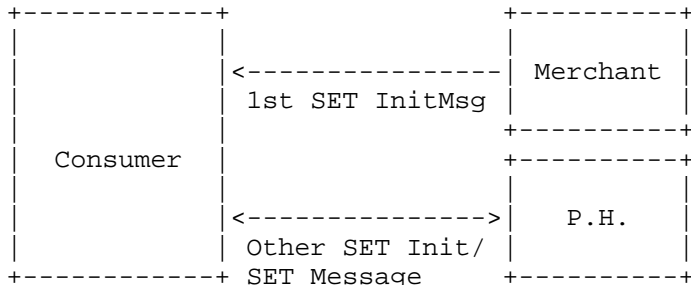 Merchant
1st SET InitMsg
Consumer
P.H.
Other SET Init/
SET Message